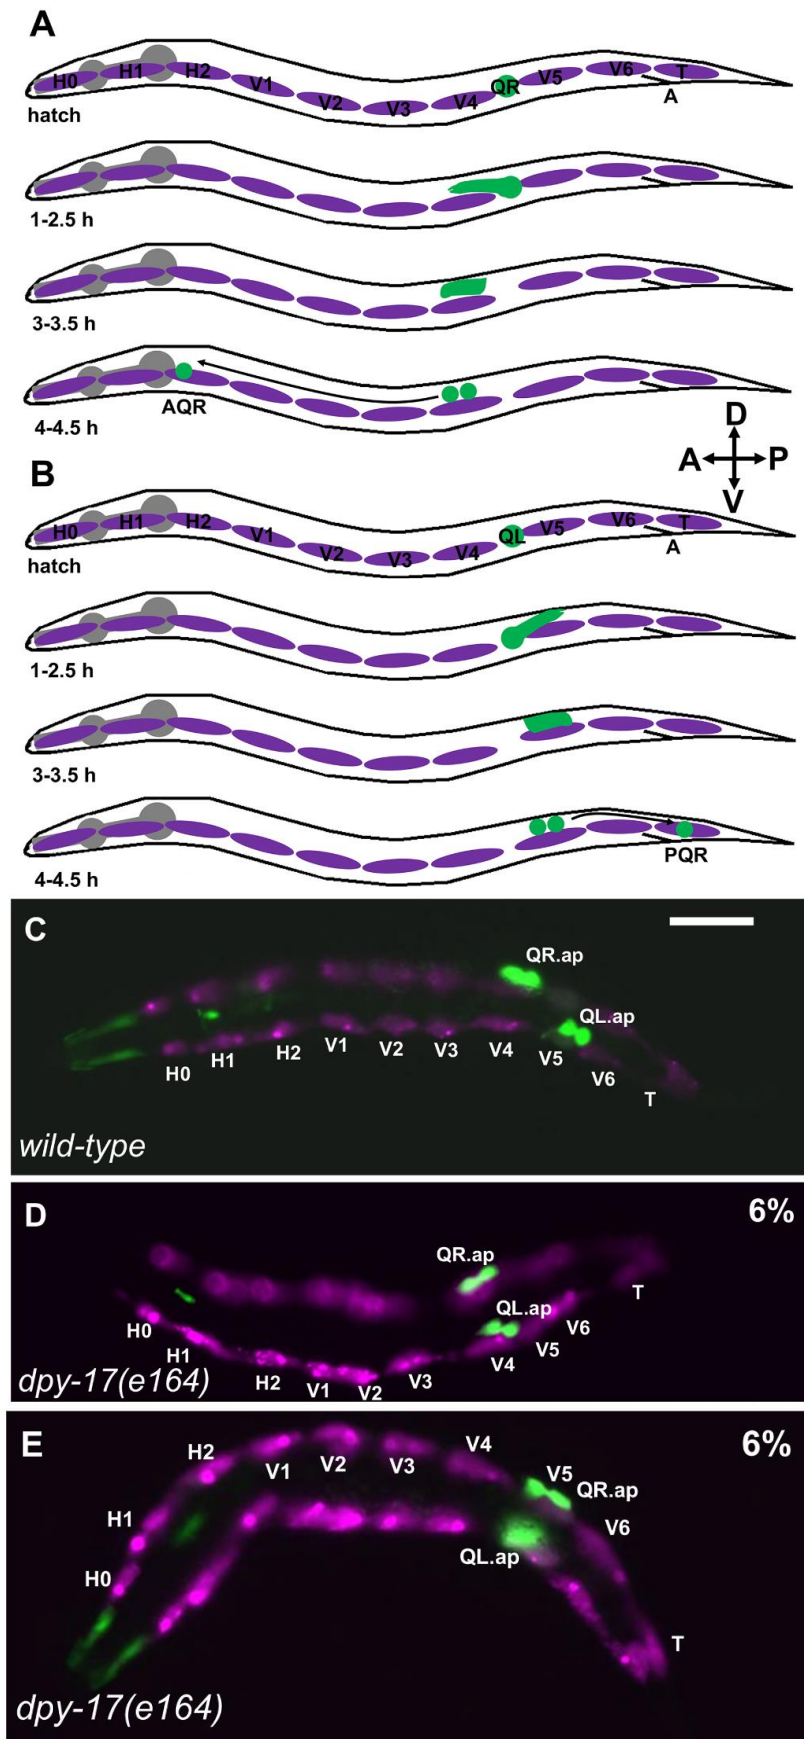 A
H0 H1 H2 V1 V2 V3 V4 QR V5 V6 T
A
hatch
1-2.5 h
3-3.5 h
AQR
4-4.5 h
D
A P
V
B
H0 H1 H2 V1 V2 V3 V4 QL V5 V6 T
A
hatch
1-2.5 h
3-3.5 h
PQR
4-4.5 h
C
QR.ap
QL.ap
H0 H1 H2 V1 V2 V3 V4 V5 V6 T
wild-type
D 6%
QR.ap
QL.ap
H0 H1 H2 V1 V2 V3 V4 V5 V6 T
dpy-17(e164)
E 6%
H0 H1 H2 V1 V2 V3 V4 V5 V6 T
QR.ap
QL.ap
dpy-17(e164)